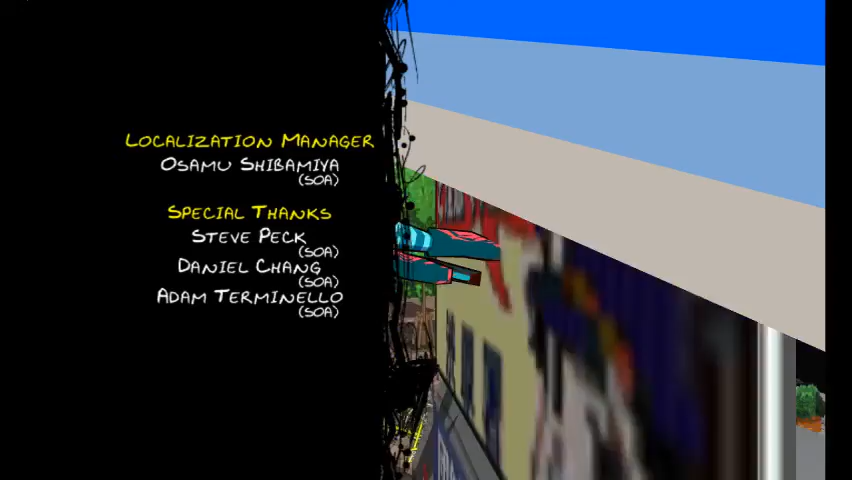 Localization Manager
Osamu Shibamiya
(SOA)
Special Thanks
Steve Peck
(SOA)
Daniel Chang
(SOA)
Adam Terminello
(SOA)